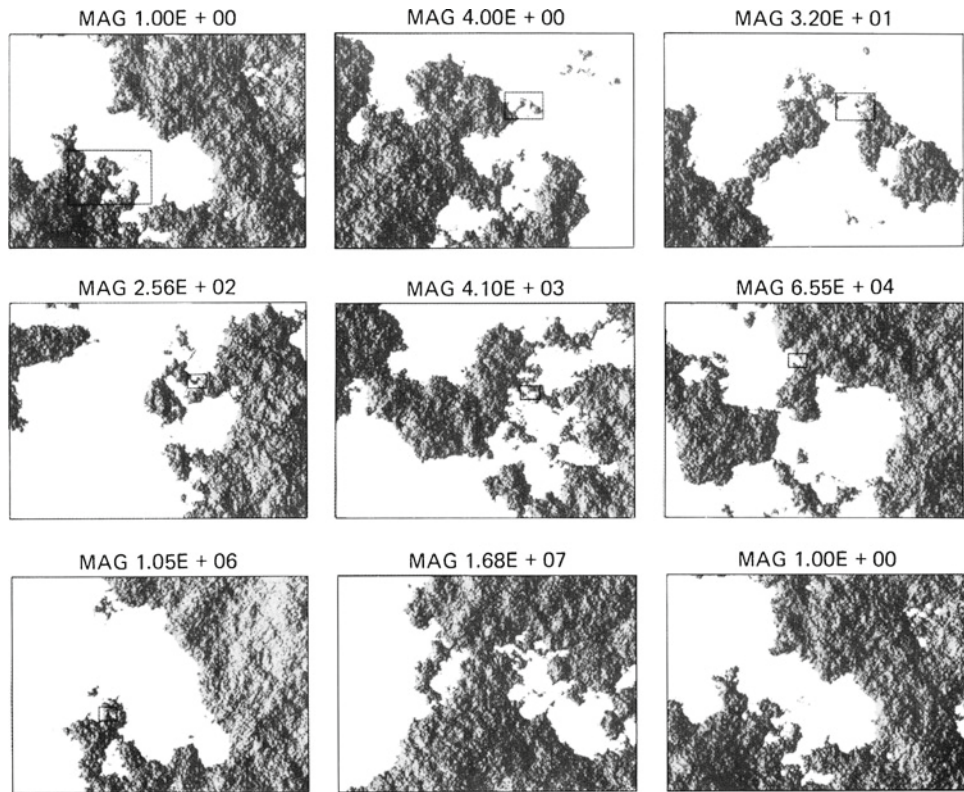 MAG 1.00E + 00
MAG 4.00E + 00
MAG 3.20E + 01
MAG 2.56E + 02
MAG 4.10E + 03
MAG 6.55E + 04
MAG 1.05E + 06
MAG 1.68E + 07
MAG 1.00E + 00